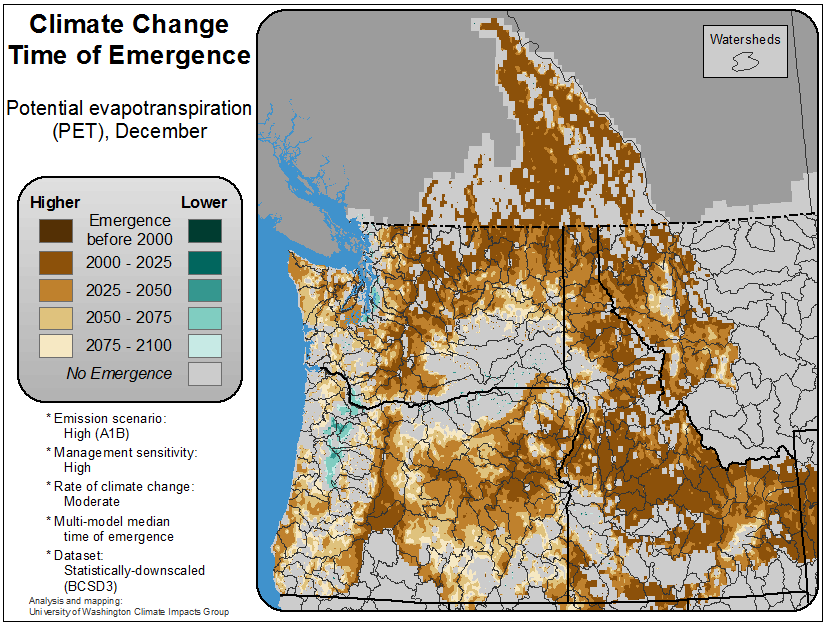 Climate Change
Time of Emergence
Potential evapotranspiration
(PET), December
Higher Lower
Emergence
before 2000
2000 - 2025
2025 - 2050
2050 - 2075
2075 - 2100
No Emergence
* Emission scenario:
High (A1B)
* Management sensitivity:
High
* Rate of climate change:
Moderate
* Multi-model median
time of emergence
* Dataset:
Statistically-downscaled
(BCSD3)
Analysis and mapping:
University of Washington Climate Impacts Group
Watersheds